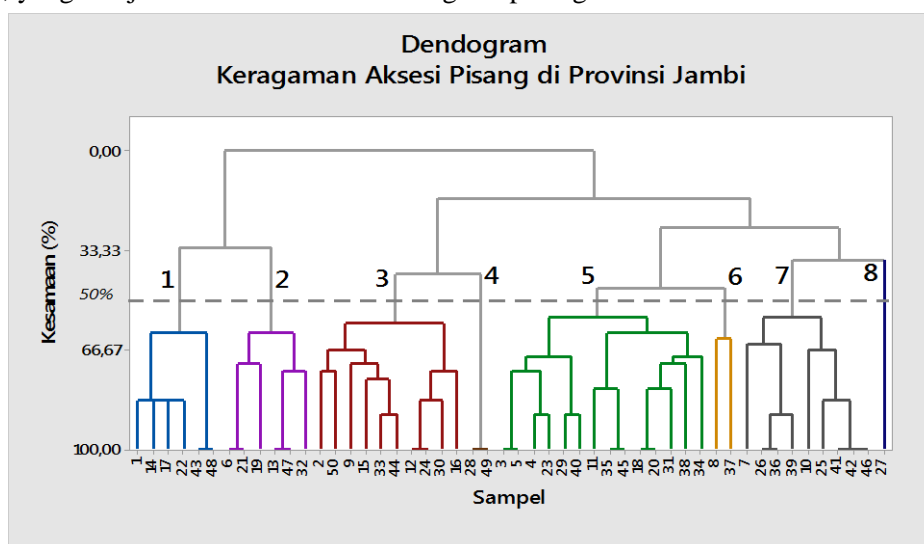 Dendogram
Keragaman Aksesi Pisang di Provinsi Jambi
0,00
33,33
50%
66,67
100,00
Kesamaan (%)
1 2 3 4 5 6 7 8
1 14 17 22 43 48 6 21 19 13 47 32 2 50 9 15 33 44 12 24 30 16 28 49 3 5 4 23 29 40 11 35 45 18 20 31 38 34 8 37 7 26 36 39 10 25 41 42 46 27
Sampel